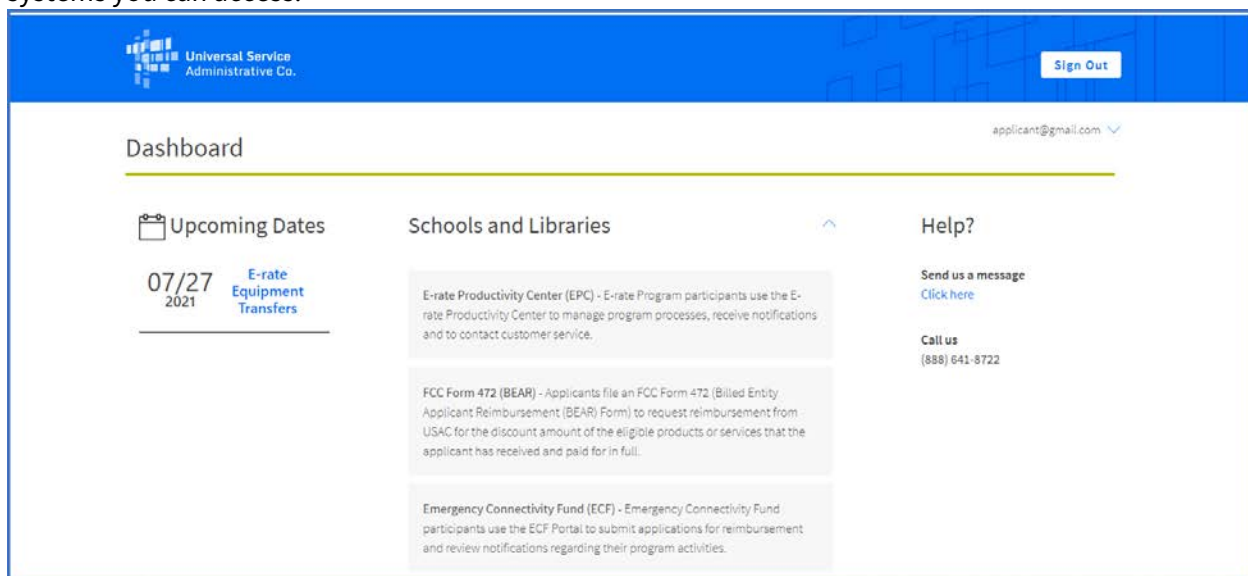 systems you can access.
Universal Service
Administrative Co.
Sign Out
applicant@gmail.com
Dashboard
Upcoming Dates
07/27
2021
E-rate
Equipment
Transfers
Schools and Libraries
E-rate Productivity Center (EPC) - E-rate Program participants use the E-
rate Productivity Center to manage program processes, receive notifications
and to contact customer service.
FCC Form 472 (BEAR) - Applicants file an FCC Form 472 (Billed Entity
Applicant Reimbursement (BEAR) Form) to request reimbursement from
USAC for the discount amount of the eligible products or services that the
applicant has received and paid for in full.
Emergency Connectivity Fund (ECF) - Emergency Connectivity Fund
participants use the ECF Portal to submit applications for reimbursement
and review notifications regarding their program activities.
Help?
Send us a message
Click here
Call us
(888) 641-8722